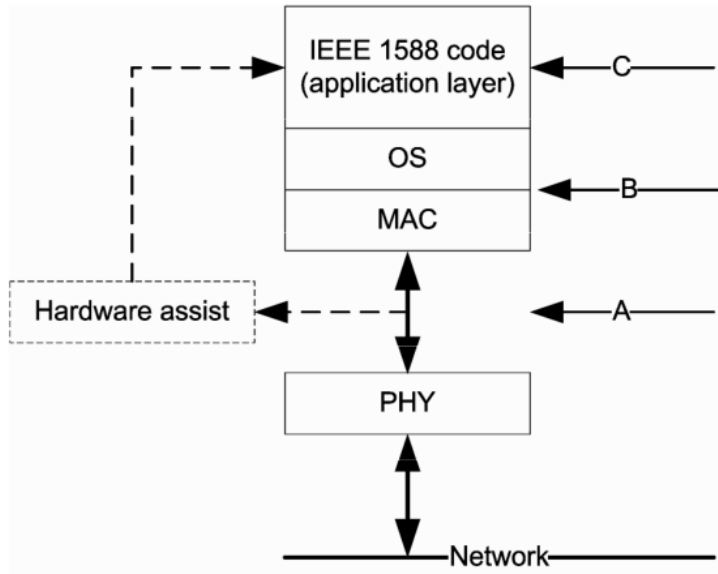 IEEE 1588 code
(application layer)
C
OS
B
MAC
Hardware assist
A
PHY
Network